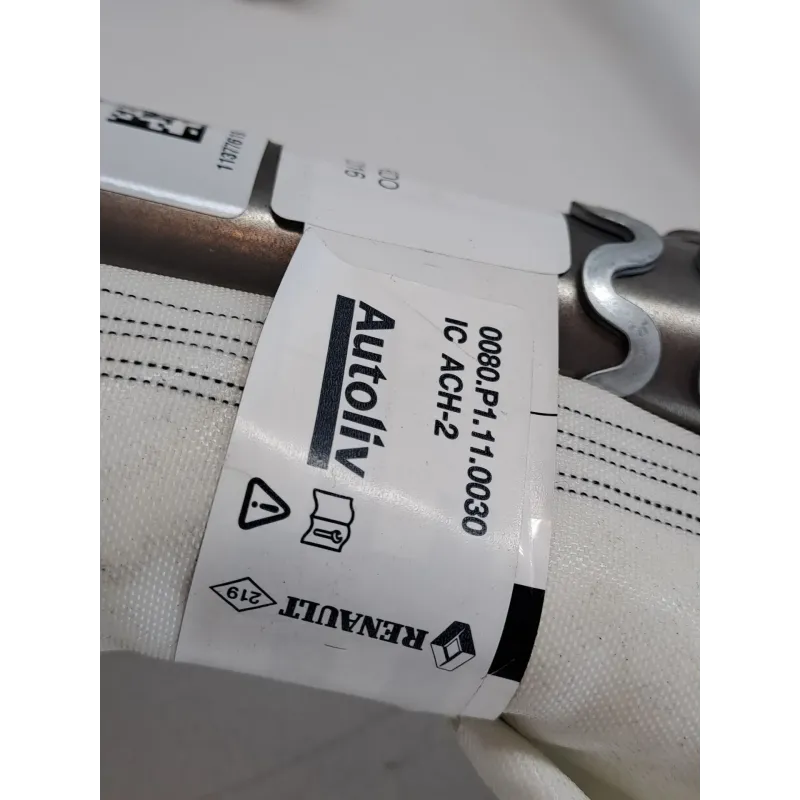 Autoliv
0080.P1.11.0030
IC ACH-2
RENAULT
219